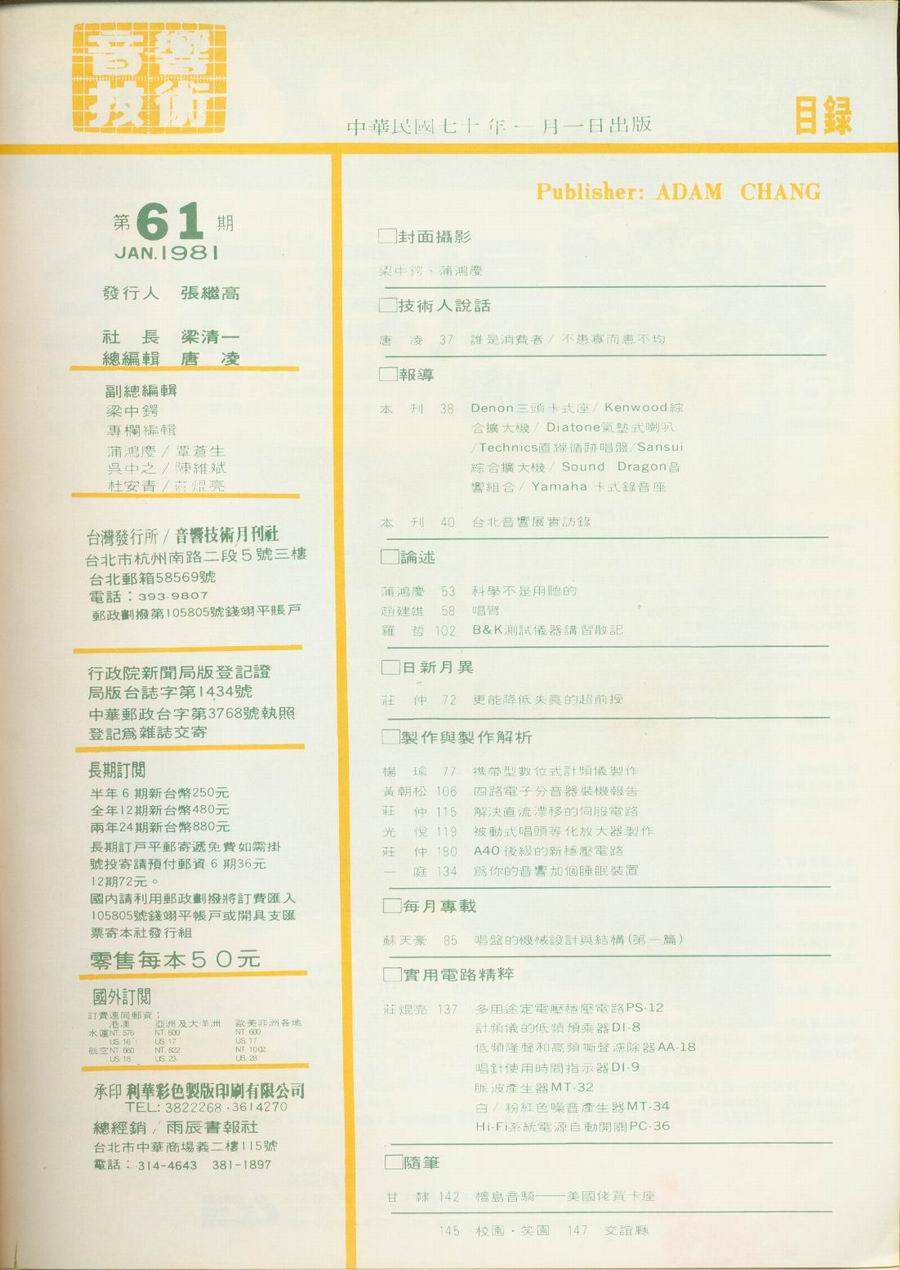 音響
技術
中華民國七十年一月一日出版
目録
第61期
JAN.1981
發行人 張繼高
社 長 梁清一
總編輯 唐 凌
副總編輯
梁中鍔
專欄編輯
蒲鴻慶/覃蒼生
吳中之/陳維斌
杜安青/莊焜亮
台灣發行所/音響技術月刊社
台北市杭州南路二段5號三樓
台北郵箱58569號
電話：393-9807
郵政劃撥第105805號錢翊平賬戶
行政院新聞局版登記證
局版台誌字第1434號
中華郵政台字第3768號執照
登記爲雜誌交寄
長期訂閱
半年6期新台幣250元
全年12期新台幣480元
兩年24期新台幣880元
長期訂戶平郵寄遞免費如需掛
號投寄請預付郵資6期36元
12期72元。
國內請利用郵政劃撥將訂費匯入
105805號錢翊平帳戶或開具支匯
票寄本社發行組
零售每本50元
國外訂閱
訂費連同郵資：
港澳 亞洲及大洋洲 歐美非洲各地
水運NT. 576 NT. 600 NT. 600
US. 16 US. 17 US. 17
航空NT. 660 NT. 822 NT. 1002
US. 18 US. 23 US. 28
承印利華彩色製版印刷有限公司
TEL: 3822268・3614270
總經銷/雨辰書報社
台北市中華商場義二樓115號
電話：314-4643 381-1897
Publisher: ADAM CHANG
□封面攝影
梁中鍔、蒲鴻慶
□技術人說話
唐 凌 37 誰是消費者/不患寡而患不均
□報導
本 刊 38 Denon三頭卡式座/Kenwood綜
合擴大機/Diatone氣墊式喇叭
/Technics直線循跡唱盤/Sansui
綜合擴大機/Sound Dragon音
響組合/Yamaha 卡式錄音座
本 刊 40 台北音響展實訪錄
□論述
蒲鴻慶 53 科學不是用聽的
趙建雄 58 唱臂
羅 哲 102 B&K測試儀器講習散記
□日新月異
莊 仲 72 更能降低失真的超前授
□製作與製作解析
楊 瑜 77 携帶型數位式計頻儀製作
黃朝松 106 四路電子分音器裝機報告
莊 仲 115 解決直流漂移的伺服電路
光 悅 119 被動式唱頭等化放大器製作
莊 仲 180 A40後級的新穩壓電路
一 庭 134 爲你的音響加個睡眠裝置
□每月專載
蘇天豪 85 唱盤的機械設計與結構(第一篇)
□實用電路精粹
莊焜亮 137 多用途定電壓穩壓電路PS-12
計頻儀的低頻預乘器DI-8
低頻隆聲和高頻嘶聲濾除器AA-18
唱針使用時間指示器DI-9
脈波產生器MT-32
白/粉紅色噪音產生器MT-34
Hi-Fi系統電源自動開關PC-36
□隨筆
甘 隸 142 檀島音騎——美國佬買卡座
145 校園・笑園 147 交誼縣